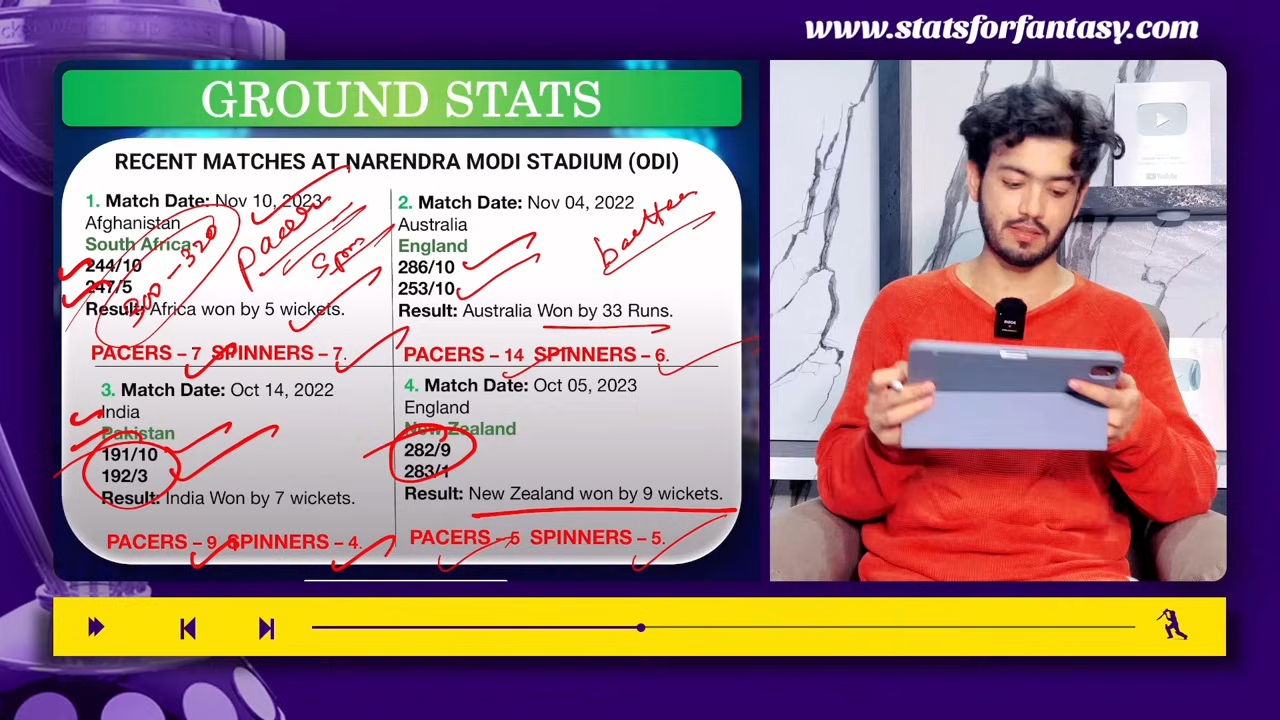 www.statsforfantasy.com
GROUND STATS
RECENT MATCHES AT NARENDRA MODI STADIUM (ODI)
1. Match Date: Nov 10, 2023
Afghanistan
South Africa
244/10
247/5
Result: Africa won by 5 wickets.
PACERS – 7 SPINNERS – 7.
300-320
Pacers
Spin
2. Match Date: Nov 04, 2022
Australia
England
286/10
253/10
Result: Australia Won by 33 Runs.
PACERS – 14 SPINNERS – 6.
3. Match Date: Oct 14, 2022
India
Pakistan
191/10
192/3
Result: India Won by 7 wickets.
PACERS – 9 SPINNERS – 4.
4. Match Date: Oct 05, 2023
England
New Zealand
282/9
283/1
Result: New Zealand won by 9 wickets.
PACERS – 5 SPINNERS – 5.